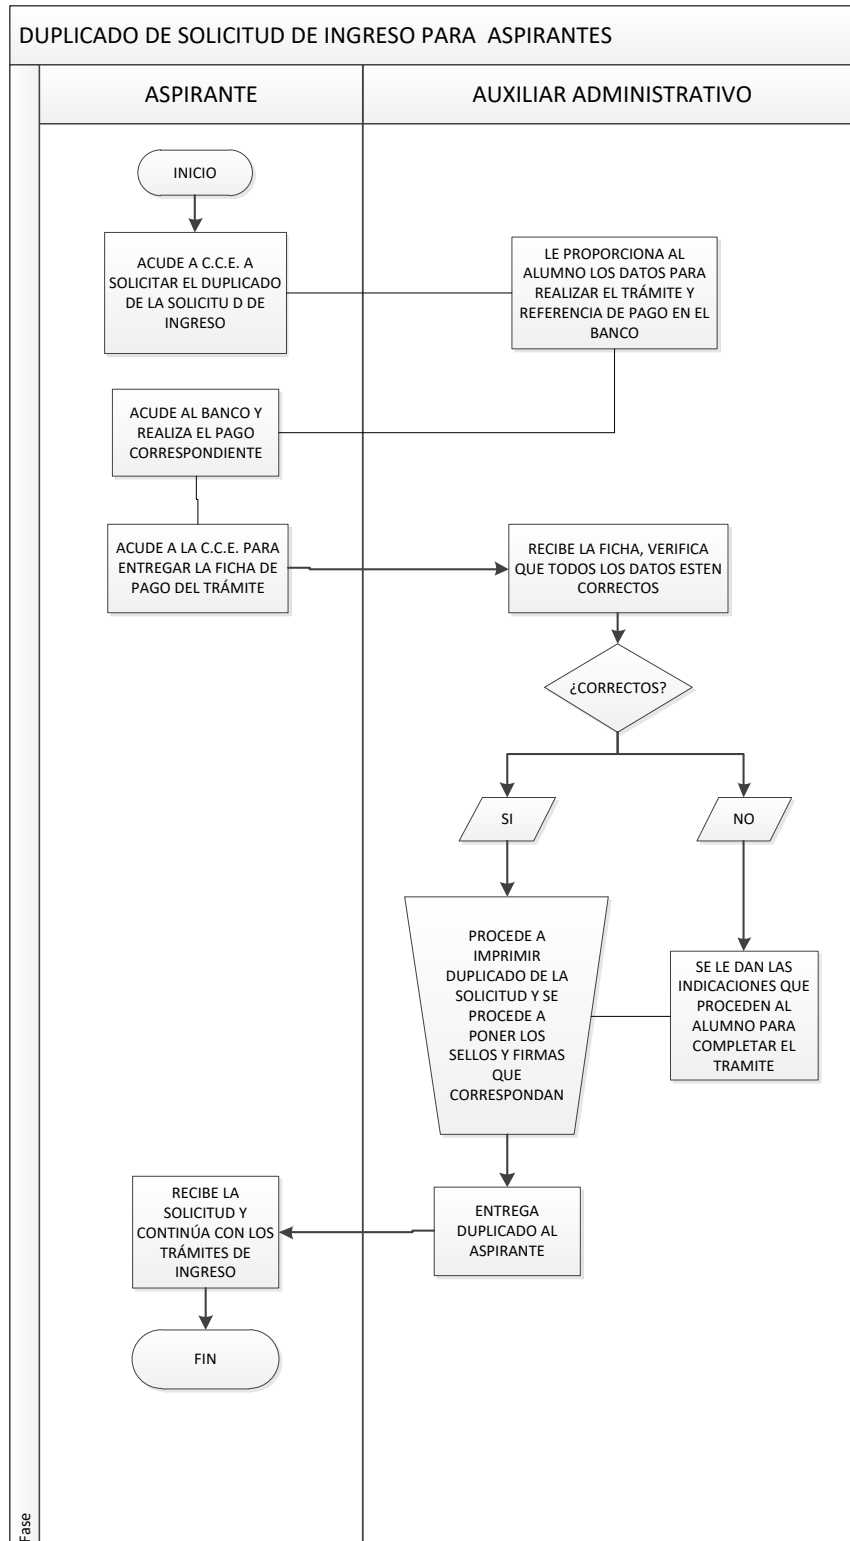 DUPLICADO DE SOLICITUD DE INGRESO PARA  ASPIRANTES
ASPIRANTE
AUXILIAR ADMINISTRATIVO
INICIO
ACUDE A C.C.E. A
SOLICITAR EL DUPLICADO
DE LA SOLICITU D DE
INGRESO
LE PROPORCIONA AL
ALUMNO LOS DATOS PARA
REALIZAR EL TRÁMITE Y
REFERENCIA DE PAGO EN EL
BANCO
ACUDE AL BANCO Y
REALIZA EL PAGO
CORRESPONDIENTE
ACUDE A LA C.C.E. PARA
ENTREGAR LA FICHA DE
PAGO DEL TRÁMITE
RECIBE LA FICHA, VERIFICA
QUE TODOS LOS DATOS ESTEN
CORRECTOS
¿CORRECTOS?
SI
NO
PROCEDE A
IMPRIMIR
DUPLICADO DE LA
SOLICITUD Y SE
PROCEDE A
PONER LOS
SELLOS Y FIRMAS
QUE
CORRESPONDAN
SE LE DAN LAS
INDICACIONES QUE
PROCEDEN AL
ALUMNO PARA
COMPLETAR EL
TRAMITE
ENTREGA
DUPLICADO AL
ASPIRANTE
RECIBE LA
SOLICITUD Y
CONTINÚA CON LOS
TRÁMITES DE
INGRESO
FIN
Fase